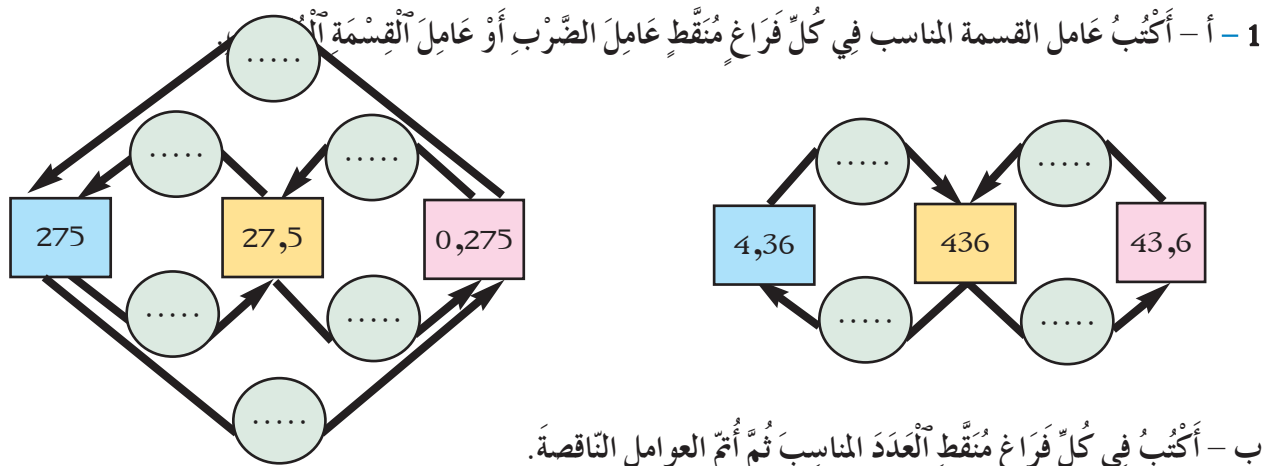 1 – أ – أَكْتُبُ عَامل القسمة المناسب فِي كُلِّ فَرَاغٍ مُنَقَّطٍ عَامِلَ الضَّرْبِ أَوْ عَامِلَ ٱلْقِسْمَةِ
.....
..... .....
275 27,5 0,275
..... .....
.....
..... .....
4,36 436 43,6
..... .....
ب – أَكْتُبُ فِي كُلِّ فَرَاغٍ مُنَقَّطٍ ٱلْعَدَدَ المناسِبَ ثُمَّ أُتمّ العوامل النّاقصةَ.